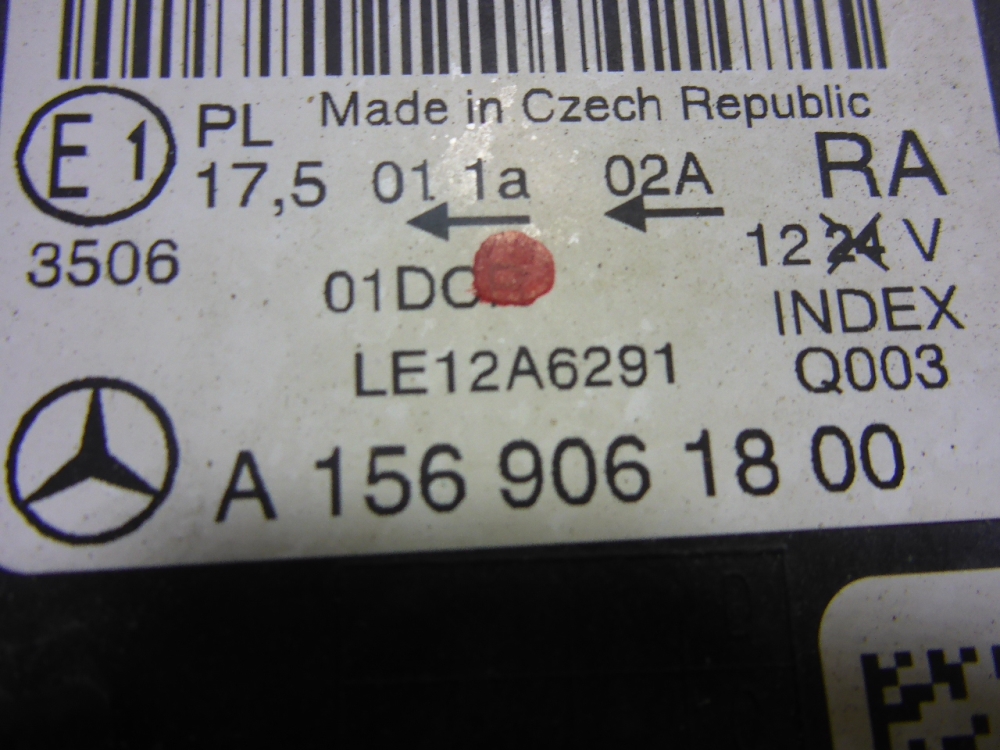 Made in Czech Republic
E1 PL RA
17,5 01 1a 02A
3506 12 24 V
INDEX
LE12A6291 Q003
A 156 906 18 00